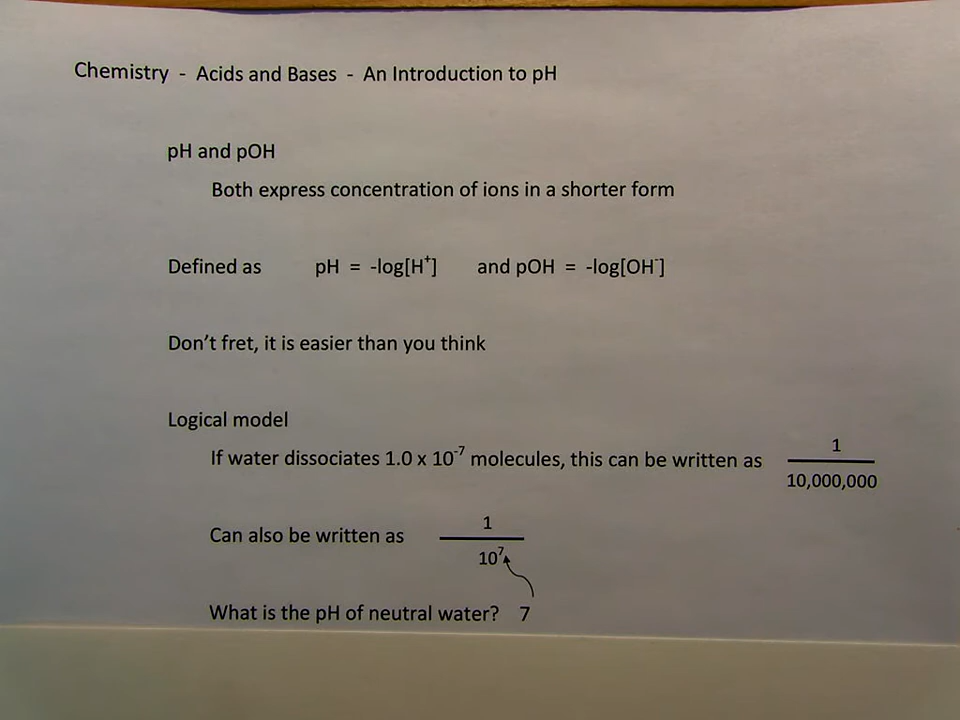 Chemistry - Acids and Bases - An Introduction to pH
pH and pOH
Both express concentration of ions in a shorter form
Defined as pH = -log[H⁺] and pOH = -log[OH⁻]
Don't fret, it is easier than you think
Logical model
If water dissociates 1.0 x 10⁻⁷ molecules, this can be written as 1/10,000,000
Can also be written as 1/10⁷
What is the pH of neutral water? 7